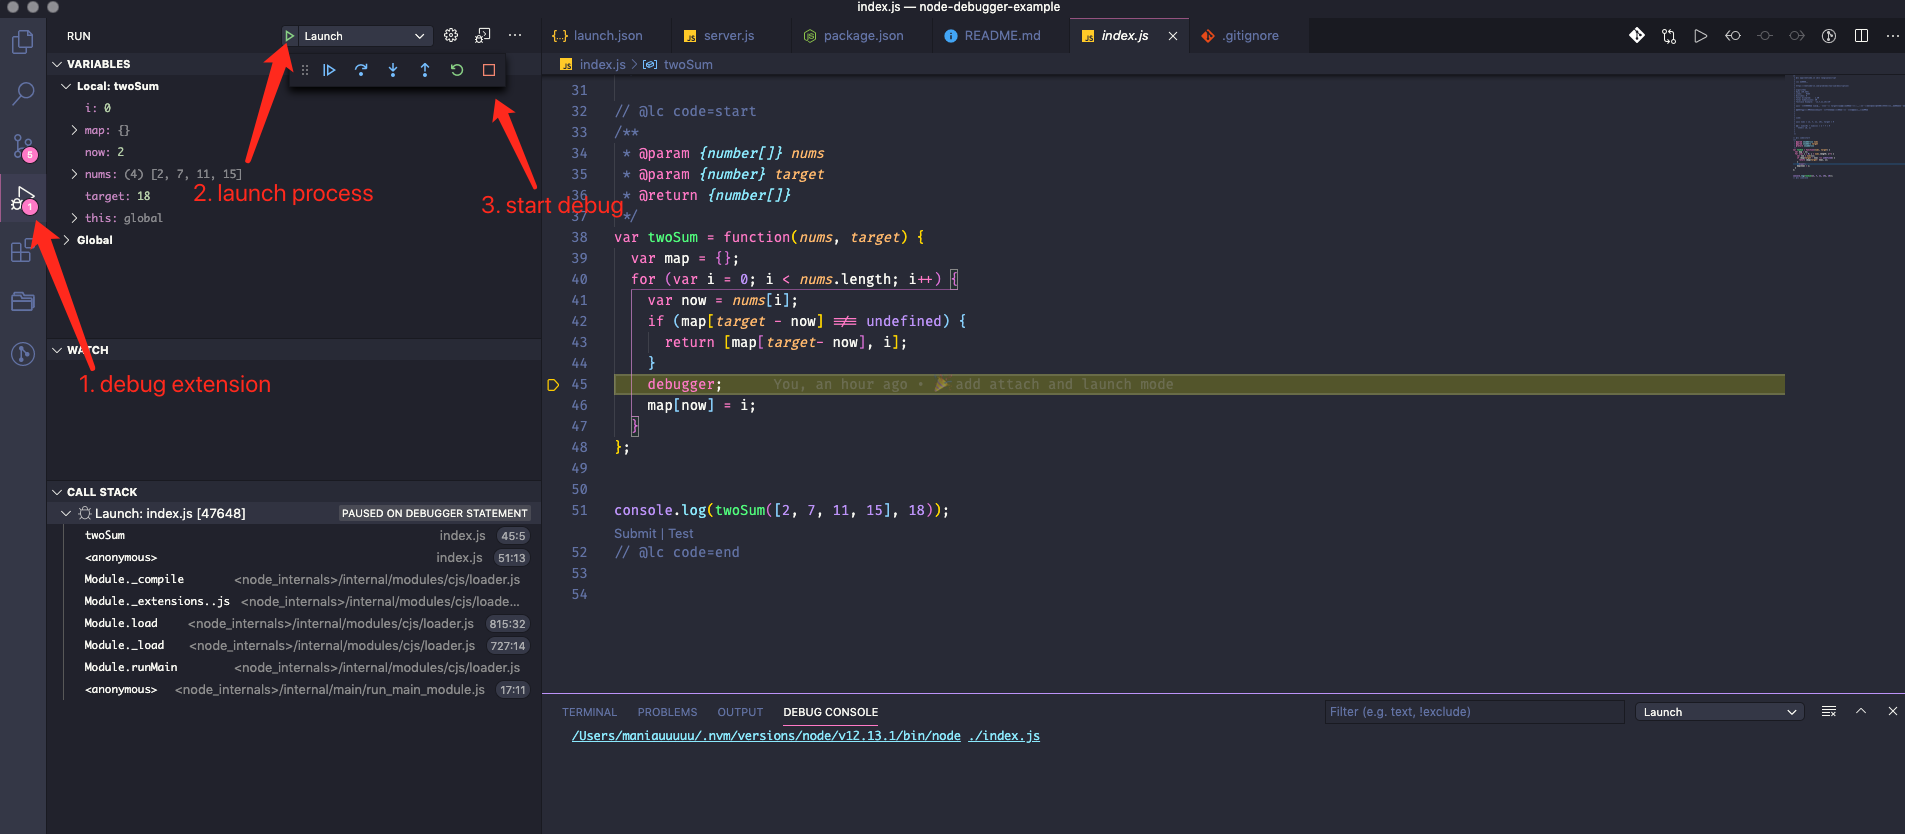 index.js — node-debugger-example
RUN
Launch
launch.json
server.js
package.json
README.md
index.js
.gitignore
VARIABLES
Local: twoSum
i: 0
map: {}
now: 2
nums: (4) [2, 7, 11, 15]
target: 18
this: global
Global
5
1
2. launch process
3. start debug
1. debug extension
WATCH
CALL STACK
Launch: index.js [47648] PAUSED ON DEBUGGER STATEMENT
twoSum index.js 45:5
<anonymous> index.js 51:13
Module._compile <node_internals>/internal/modules/cjs/loader.js
Module._extensions..js <node_internals>/internal/modules/cjs/loade...
Module.load <node_internals>/internal/modules/cjs/loader.js 815:32
Module._load <node_internals>/internal/modules/cjs/loader.js 727:14
Module.runMain <node_internals>/internal/modules/cjs/loader.js
<anonymous> <node_internals>/internal/main/run_main_module.js 17:11
index.js > twoSum
31
32 // @lc code=start
33 /**
34 * @param {number[]} nums
35 * @param {number} target
36 * @return {number[]}
37 */
38 var twoSum = function(nums, target) {
39 var map = {};
40 for (var i = 0; i < nums.length; i++) {
41 var now = nums[i];
42 if (map[target - now] !== undefined) {
43 return [map[target- now], i];
44 }
45 debugger; You, an hour ago • 🎉 add attach and launch mode
46 map[now] = i;
47 }
48 };
49
50
51 console.log(twoSum([2, 7, 11, 15], 18));
Submit | Test
52 // @lc code=end
53
54
TERMINAL PROBLEMS OUTPUT DEBUG CONSOLE
Filter (e.g. text, !exclude)
Launch
/Users/maniauuuuu/.nvm/versions/node/v12.13.1/bin/node ./index.js